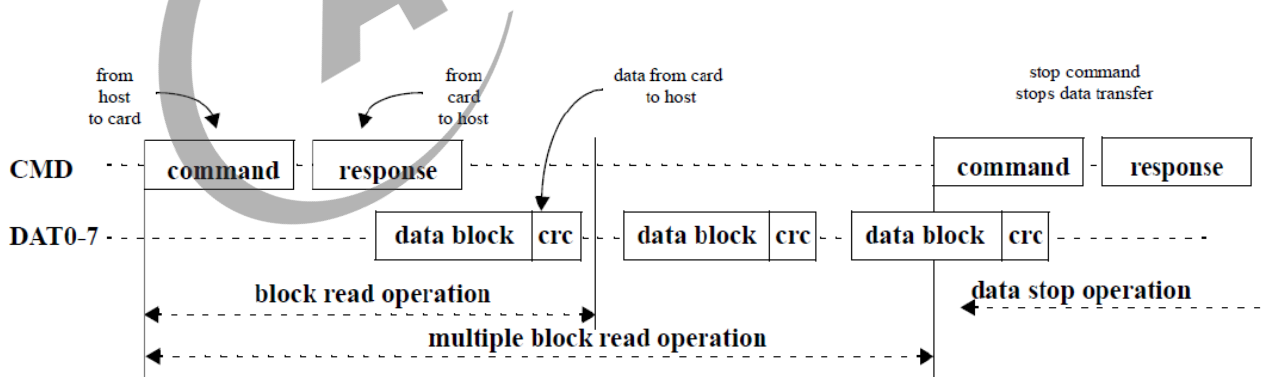 from
host
to card
from
card
to host
data from card
to host
stop command
stops data transfer
CMD
command
response
command
response
DAT0-7
data block
crc
data block
crc
data block
crc
block read operation
data stop operation
multiple block read operation